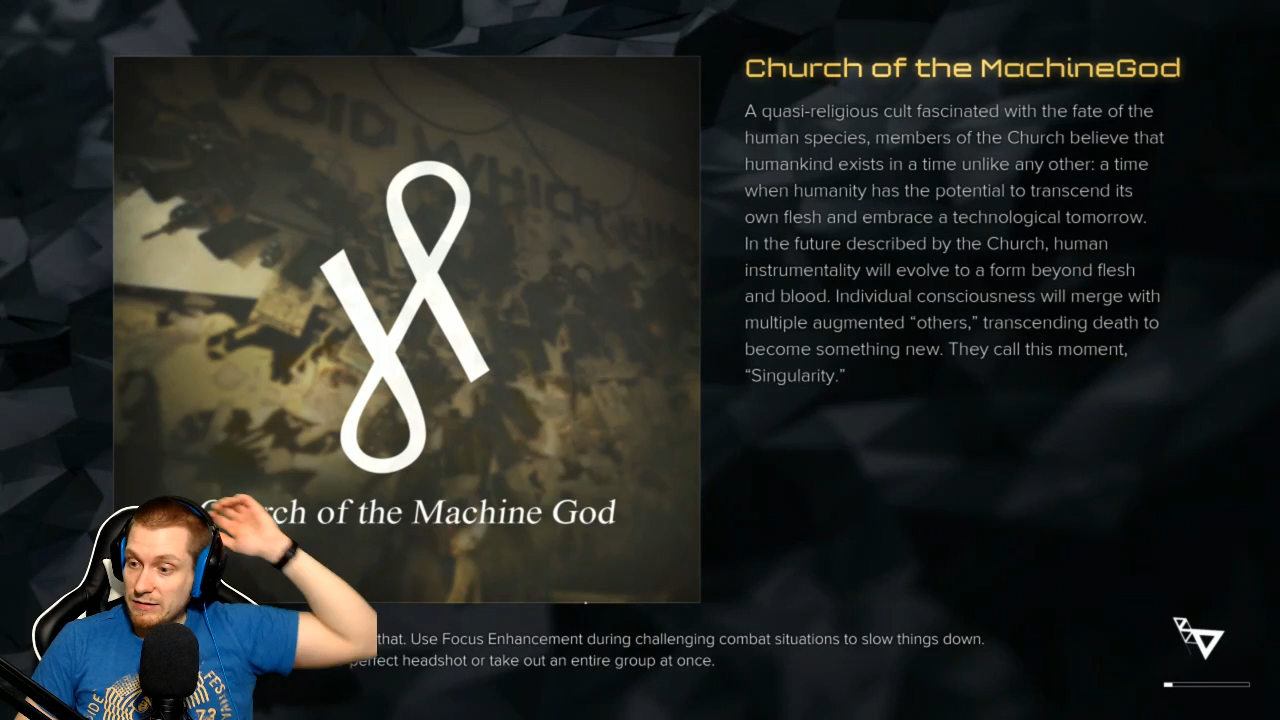 Church of the MachineGod
A quasi-religious cult fascinated with the fate of the
human species, members of the Church believe that
humankind exists in a time unlike any other: a time
when humanity has the potential to transcend its
own flesh and embrace a technological tomorrow.
In the future described by the Church, human
instrumentality will evolve to a form beyond flesh
and blood. Individual consciousness will merge with
multiple augmented “others,” transcending death to
become something new. They call this moment,
“Singularity.”
VOID WHICH
rch of the Machine God
that. Use Focus Enhancement during challenging combat situations to slow things down.
perfect headshot or take out an entire group at once.